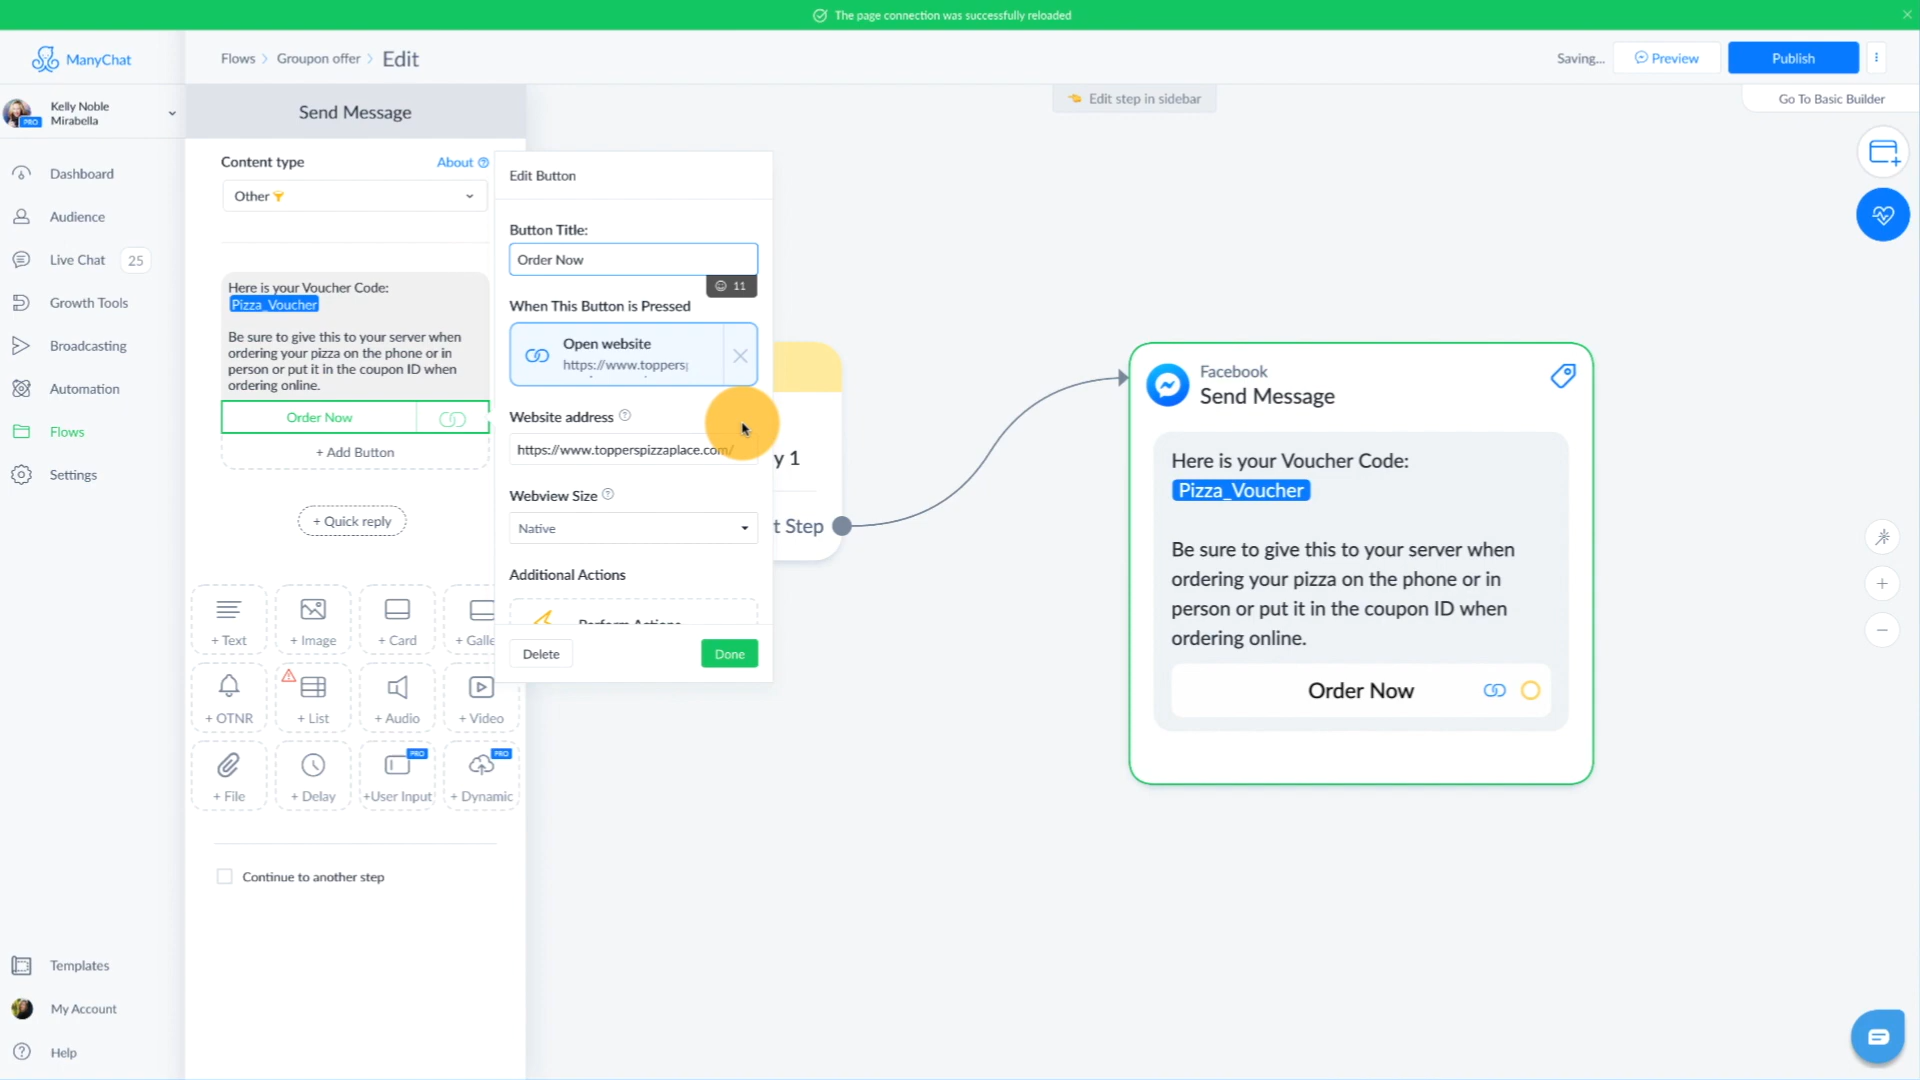 The page connection was successfully reloaded
ManyChat
Flows
Groupon offer
Edit
Saving...
Preview
Publish
Kelly Noble
Mirabella
PRO
Send Message
Edit step in sidebar
Go To Basic Builder
Dashboard
Audience
Live Chat
25
Growth Tools
Broadcasting
Automation
Flows
Settings
Templates
My Account
Help
Content type
About
Other
Here is your Voucher Code:
Pizza_Voucher
Be sure to give this to your server when
ordering your pizza on the phone or in
person or put it in the coupon ID when
ordering online.
Order Now
+ Add Button
+ Quick reply
+ Text
+ Image
+ Card
+ Galle
+ OTNR
+ List
+ Audio
+ Video
+ File
+ Delay
PRO
+User Input
PRO
+ Dynamic
Continue to another step
Edit Button
Button Title:
Order Now
11
When This Button is Pressed
Open website
https://www.toppersp
Website address
https://www.topperspizzaplace.com/
Webview Size
Native
Additional Actions
Perform Actions
Delete
Done
y 1
t Step
Facebook
Send Message
Here is your Voucher Code:
Pizza_Voucher
Be sure to give this to your server when
ordering your pizza on the phone or in
person or put it in the coupon ID when
ordering online.
Order Now